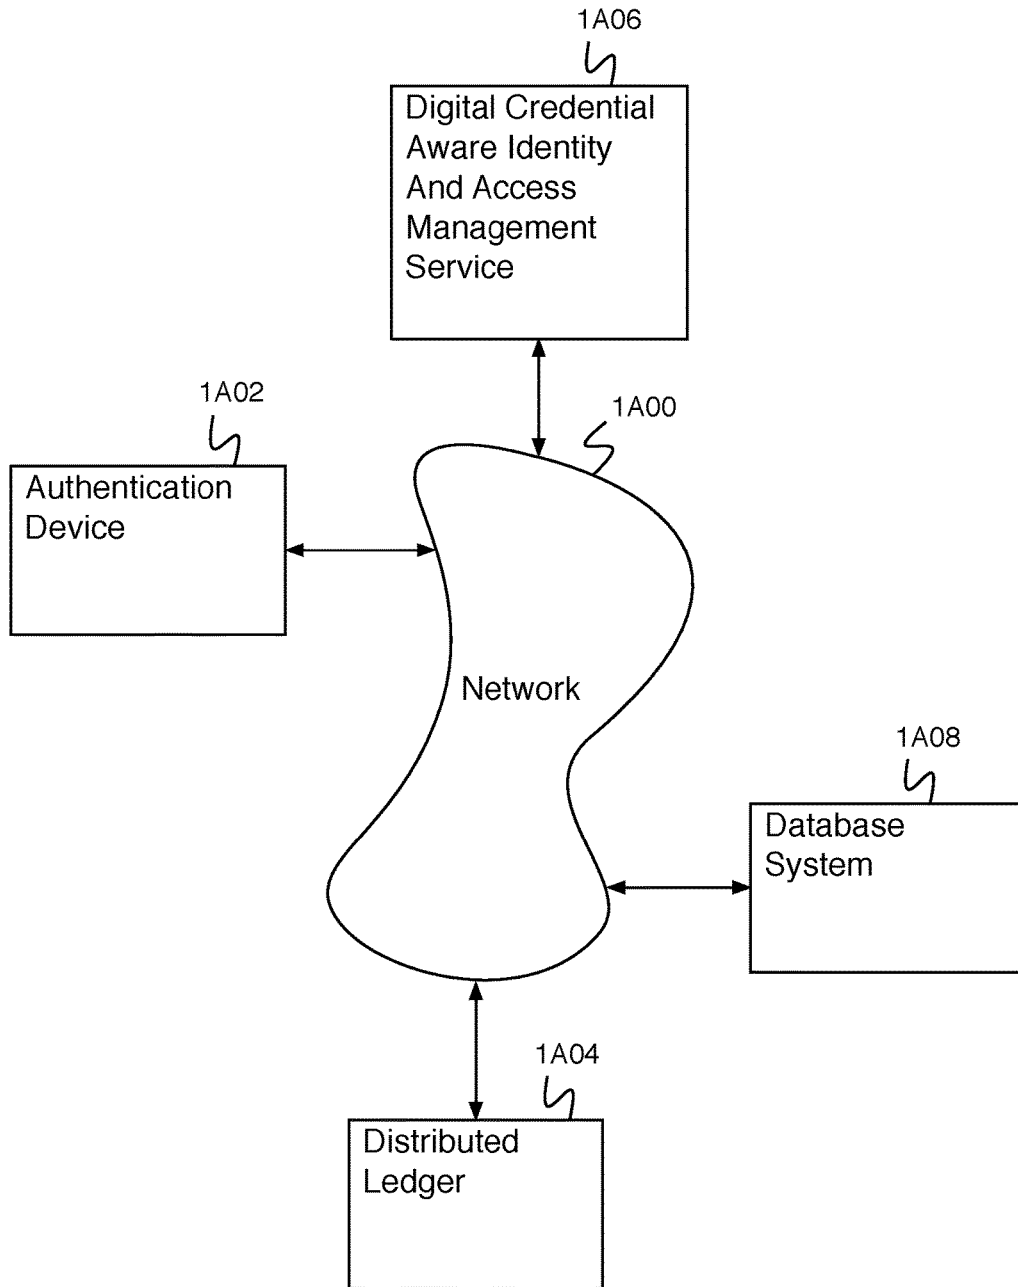 1A06
Digital Credential
Aware Identity
And Access
Management
Service
1A02
1A00
Authentication
Device
Network
1A08
Database
System
1A04
Distributed
Ledger